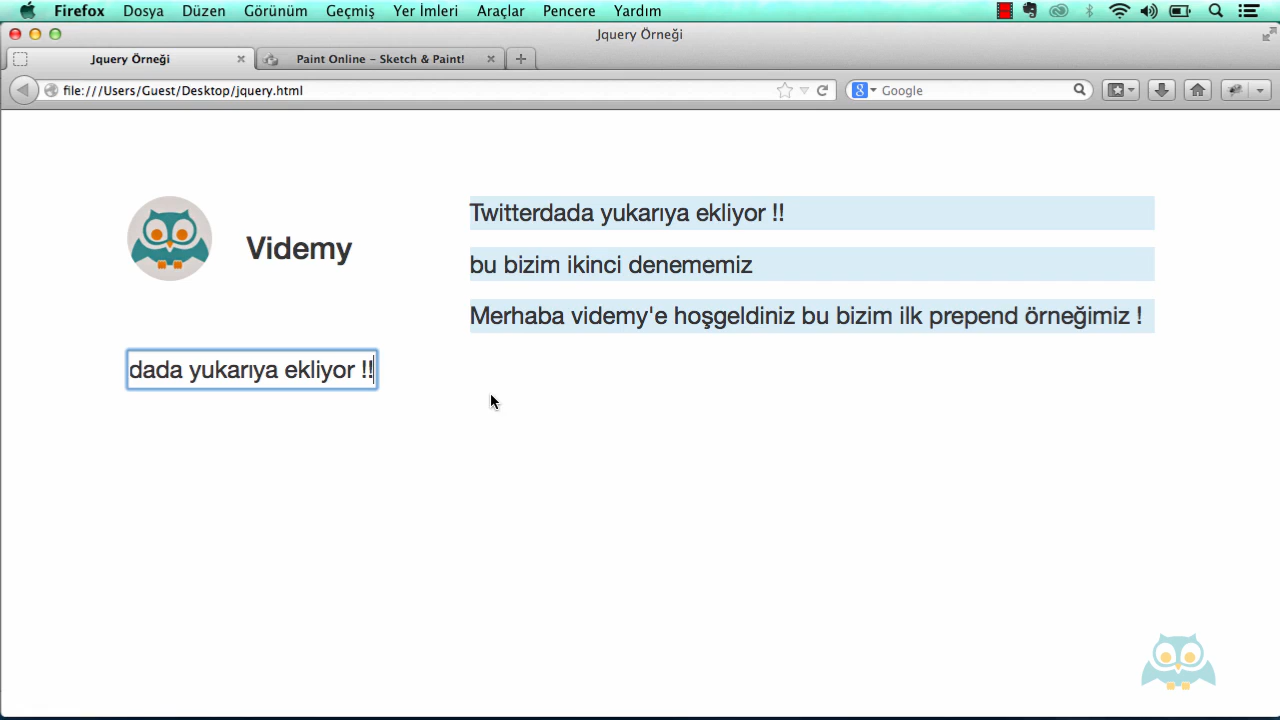 Firefox Dosya Düzen Görünüm Geçmiş Yer İmleri Araçlar Pencere Yardım
Jquery Örneği
Jquery Örneği
Paint Online – Sketch & Paint!
file:///Users/Guest/Desktop/jquery.html
Google
Videmy
Twitterdada yukarıya ekliyor !!
bu bizim ikinci denememiz
Merhaba videmy'e hoşgeldiniz bu bizim ilk prepend örneğimiz !
dada yukarıya ekliyor !!